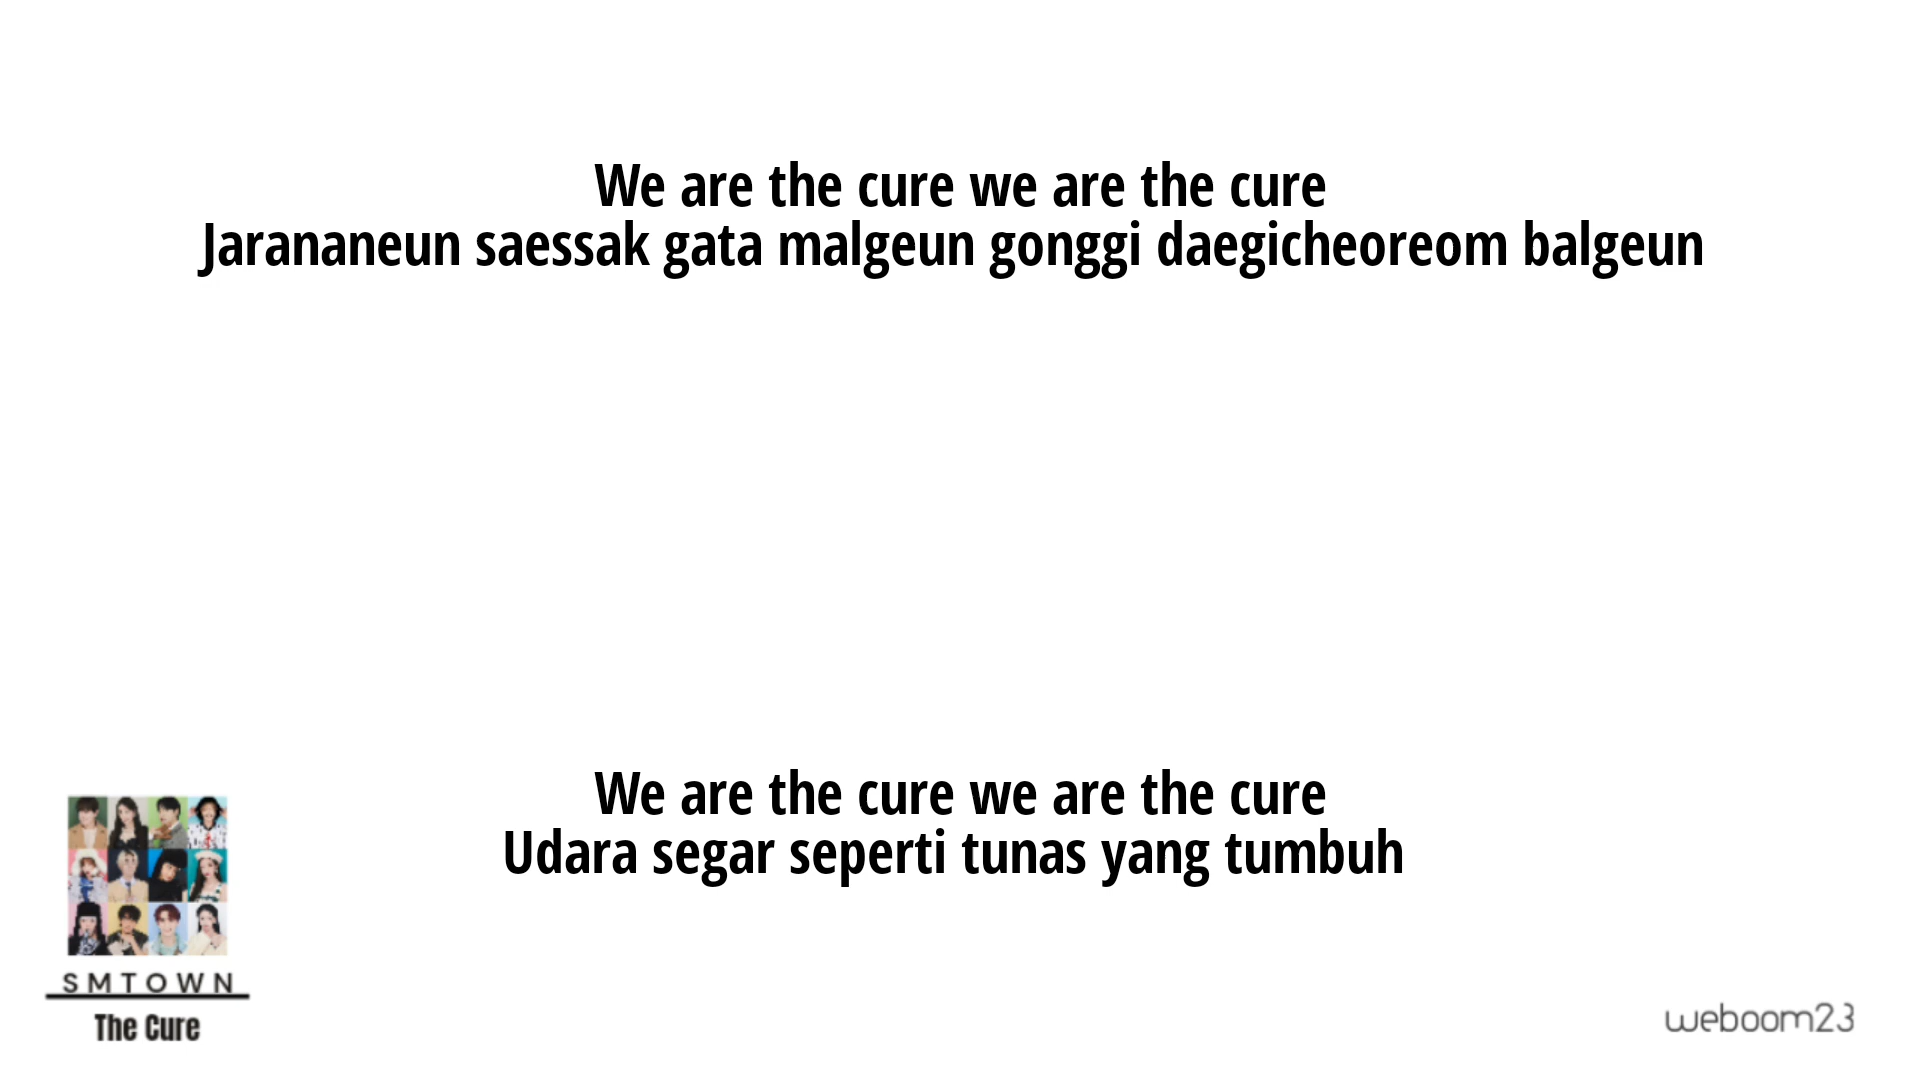 We are the cure we are the cure
Jarananeun saessak gata malgeun gonggi daegicheoreom balgeun
We are the cure we are the cure
Udara segar seperti tunas yang tumbuh
SMTOWN
The Cure
weboom23